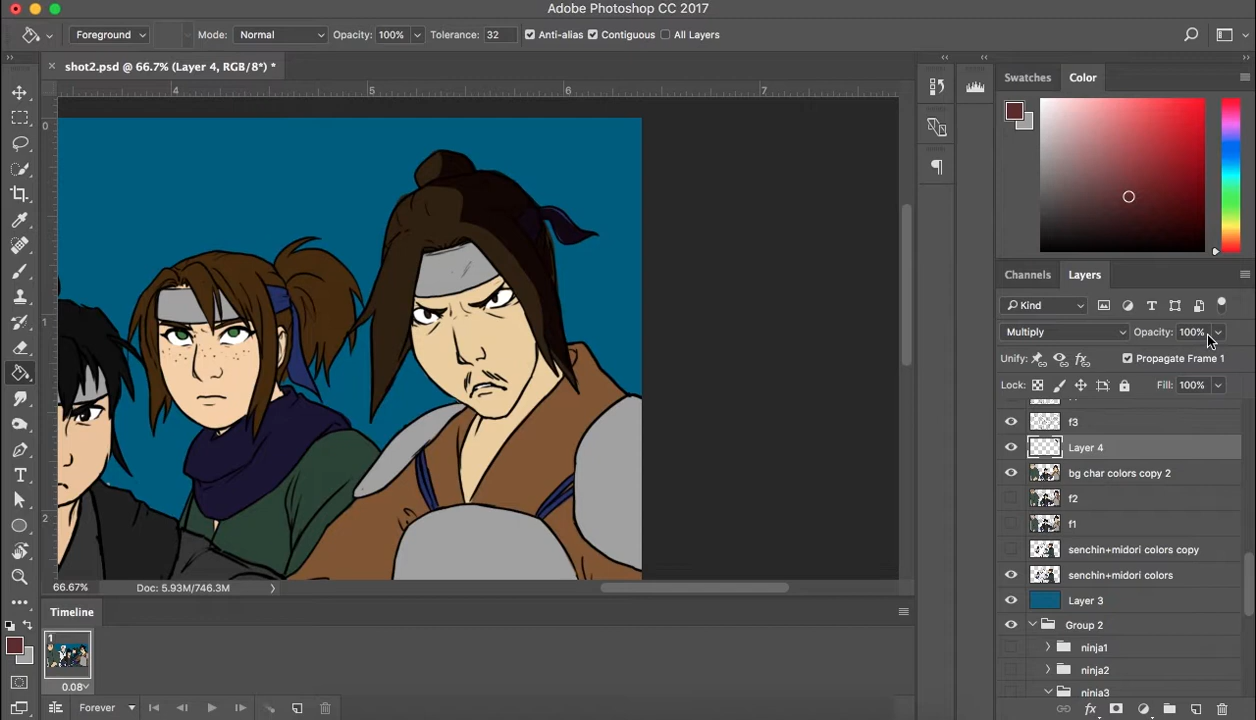 Adobe Photoshop CC 2017
Foreground Mode: Normal Opacity: 100% Tolerance: 32 Anti-alias Contiguous All Layers
shot2.psd @ 66.7% (Layer 4, RGB/8*) *
Swatches Color
4 5 6 7
0
1
2
Channels Layers
Kind
Multiply Opacity: 100%
Unify: Propagate Frame 1
Lock: Fill: 100%
f3
Layer 4
bg char colors copy 2
f2
f1
senchin+midori colors copy
senchin+midori colors
Layer 3
Group 2
ninja1
ninja2
ninja3
66.67% Doc: 5.93M/746.3M
Timeline
1
0.08
Forever